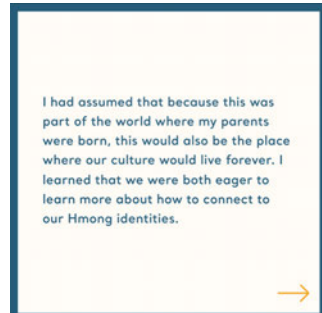 I had assumed that because this was
part of the world where my parents
were born, this would also be the place
where our culture would live forever. I
learned that we were both eager to
learn more about how to connect to
our Hmong identities.